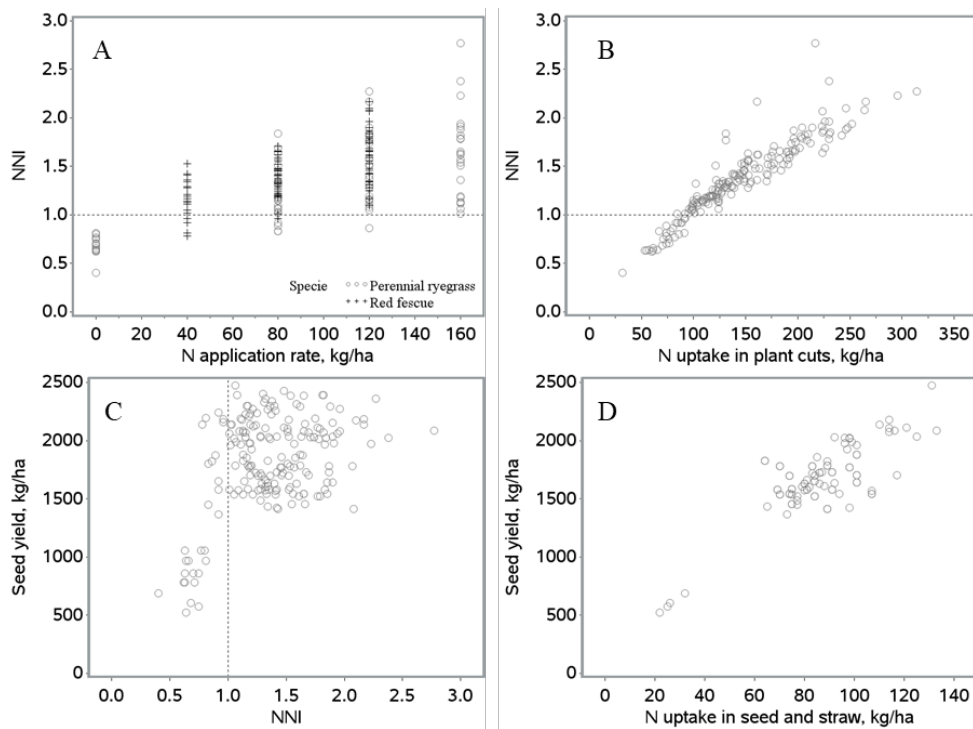 A
NNI
3.0
2.5
2.0
1.5
1.0
0.5
0.0
Specie
Perennial ryegrass
Red fescue
0 20 40 60 80 100 120 140 160
N application rate, kg/ha
B
NNI
3.0
2.5
2.0
1.5
1.0
0.5
0.0
0 50 100 150 200 250 300 350
N uptake in plant cuts, kg/ha
C
Seed yield, kg/ha
2500
2000
1500
1000
500
0
0.0 0.5 1.0 1.5 2.0 2.5 3.0
NNI
D
Seed yield, kg/ha
2500
2000
1500
1000
500
0
0 20 40 60 80 100 120 140
N uptake in seed and straw, kg/ha